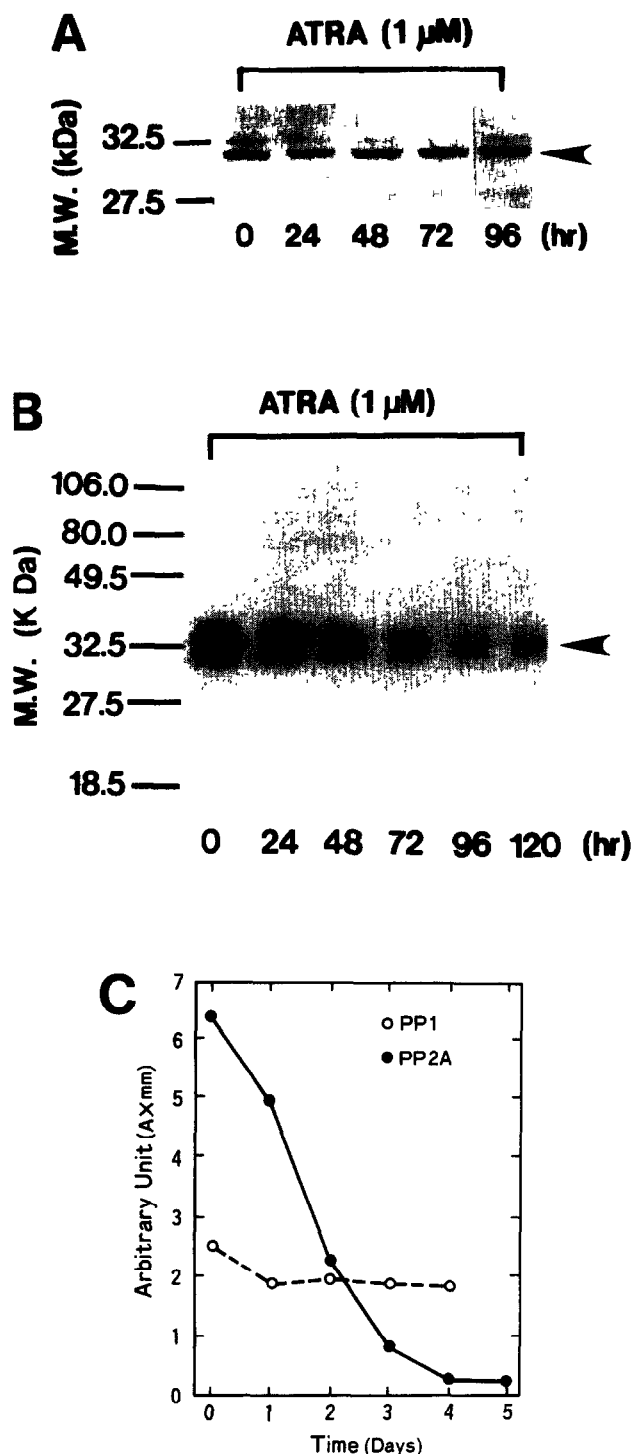 A
ATRA (1 µM)
M.W. (kDa)
32.5
27.5
0 24 48 72 96 (hr)
B
ATRA (1 µM)
M.W. (K Da)
106.0
80.0
49.5
32.5
27.5
18.5
0 24 48 72 96 120 (hr)
C
Arbitrary Unit (A×mm)
7
6
5
4
3
2
1
0
PP1
PP2A
0 1 2 3 4 5
Time (Days)